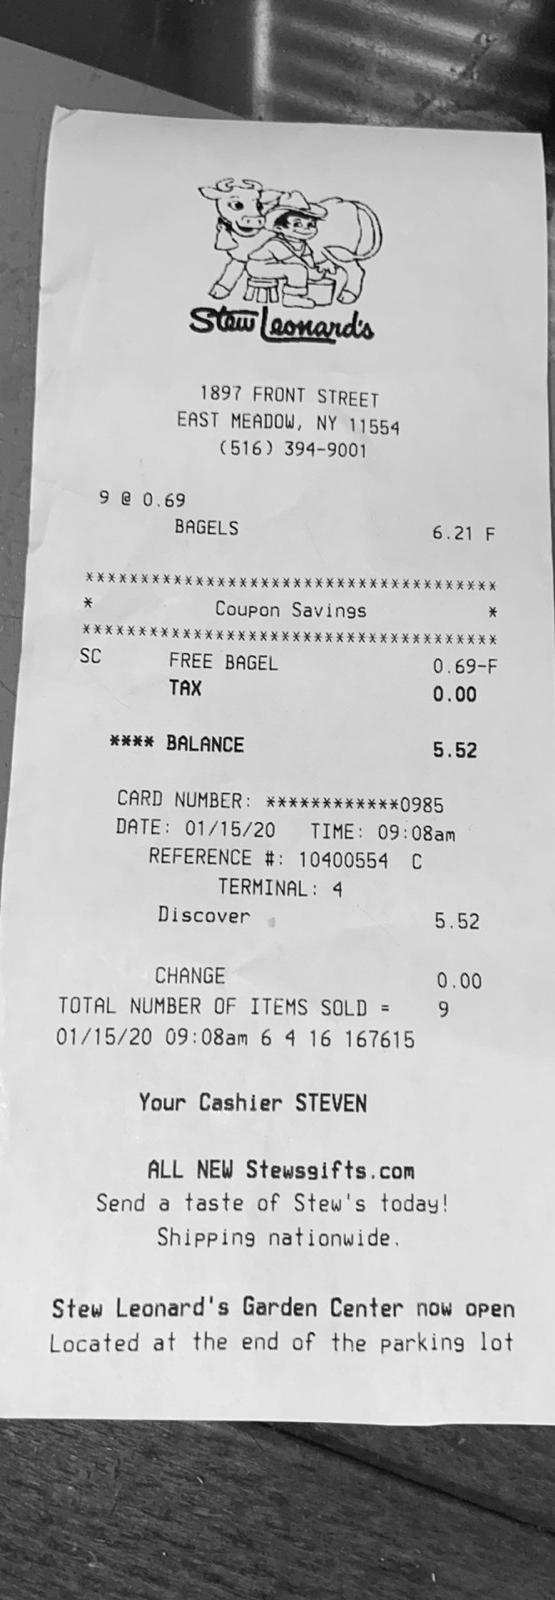 Stew Leonard's
1897 FRONT STREET
EAST MEADOW, NY 11554
(516) 394-9001
9 @ 0.69
BAGELS 6.21 F
***************************************
* Coupon Savings *
***************************************
SC FREE BAGEL 0.69-F
TAX 0.00
**** BALANCE 5.52
CARD NUMBER: ************0985
DATE: 01/15/20 TIME: 09:08am
REFERENCE #: 10400554 C
TERMINAL: 4
Discover 5.52
CHANGE 0.00
TOTAL NUMBER OF ITEMS SOLD = 9
01/15/20 09:08am 6 4 16 167615
Your Cashier STEVEN
ALL NEW Stewsgifts.com
Send a taste of Stew's today!
Shipping nationwide.
Stew Leonard's Garden Center now open
Located at the end of the parking lot